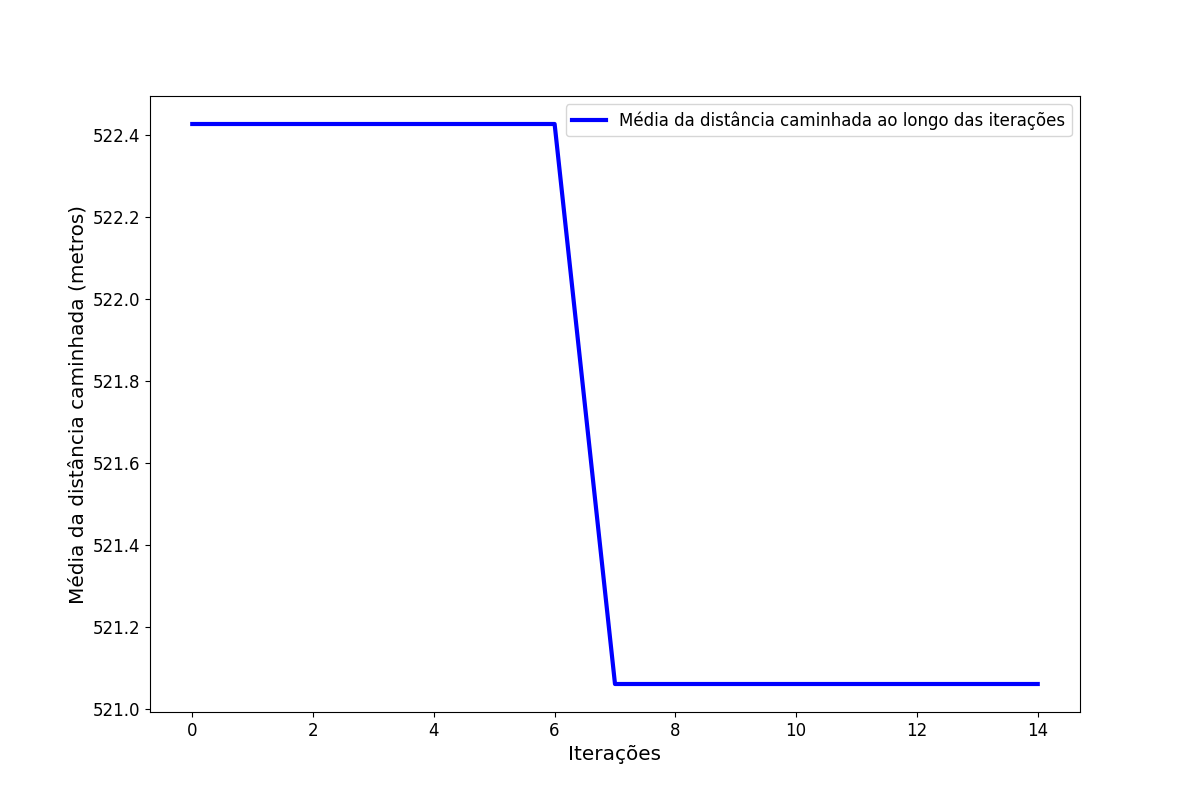 Média da distância caminhada ao longo das iterações
Média da distância caminhada (metros)
522.4
522.2
522.0
521.8
521.6
521.4
521.2
521.0
0 2 4 6 8 10 12 14
Iterações